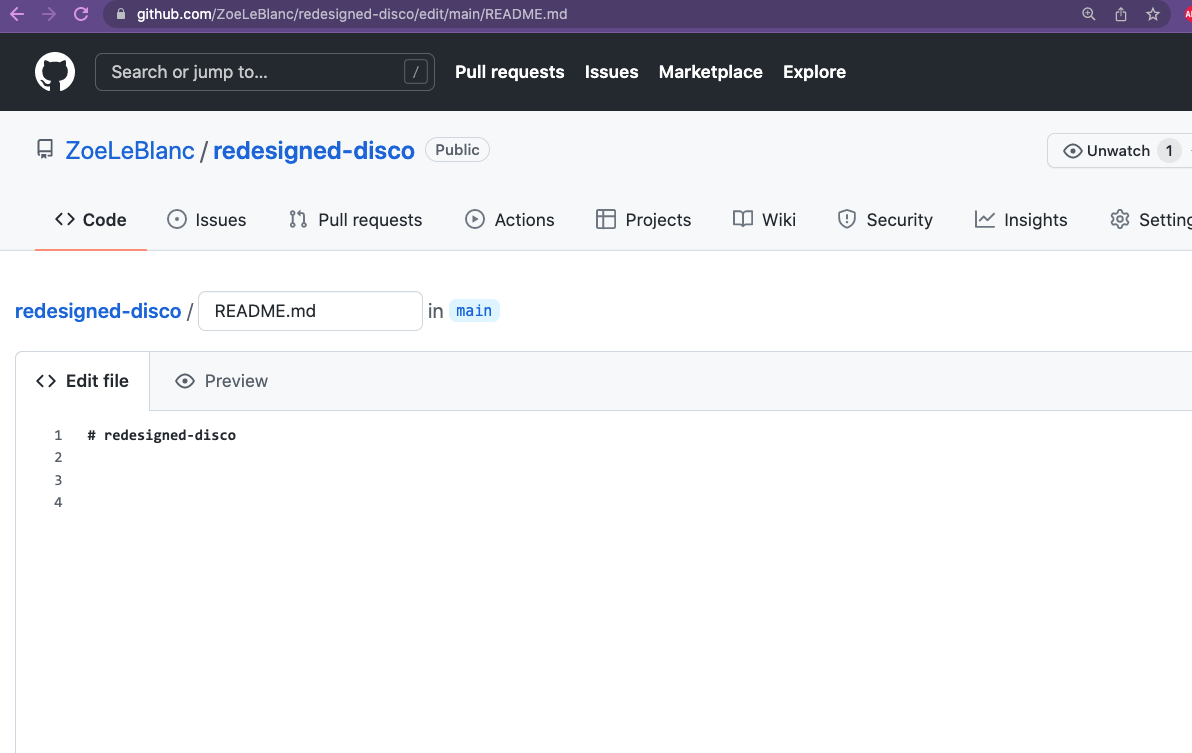 github.com/ZoeLeBlanc/redesigned-disco/edit/main/README.md
Search or jump to... / Pull requests Issues Marketplace Explore
ZoeLeBlanc / redesigned-disco Public Unwatch 1
Code Issues Pull requests Actions Projects Wiki Security Insights Setting
redesigned-disco / README.md in main
Edit file Preview
1 # redesigned-disco
2
3
4